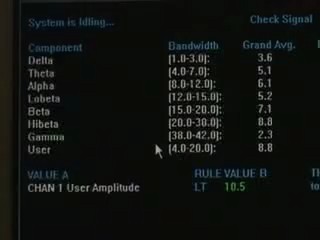 System is Idling... Check Signal
Component Bandwidth Grand Avg.
Delta [1.0-3.0]: 3.6
Theta [4.0-7.0]: 5.1
Alpha [8.0-12.0]: 6.1
Lobeta [12.0-15.0]: 5.2
Beta [15.0-20.0]: 7.1
Hibeta [20.0-30.0]: 8.8
Gamma [38.0-42.0]: 2.3
User [4.0-20.0]: 8.8
VALUE A RULE VALUE B
CHAN 1 User Amplitude LT 10.5